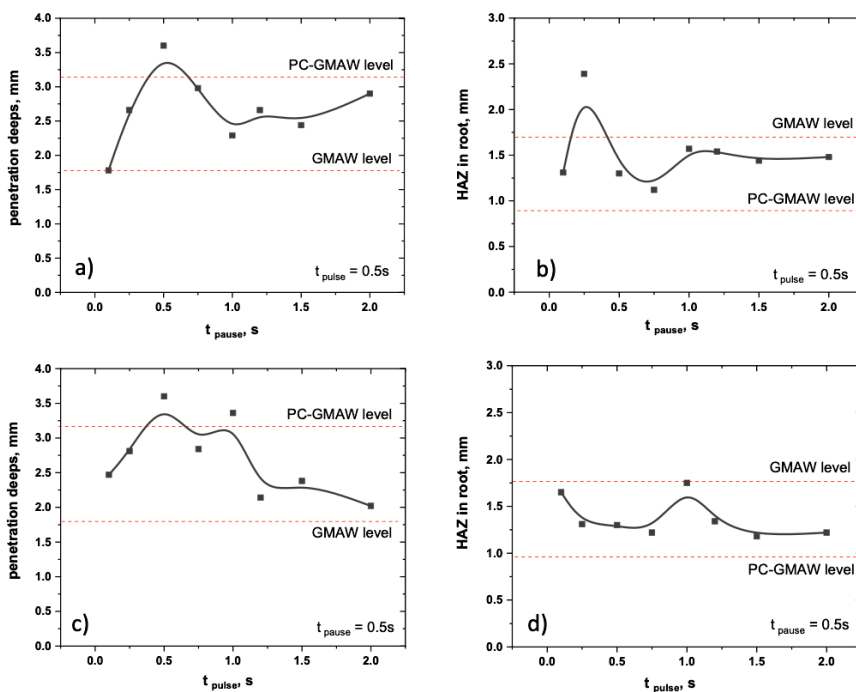 4.0
3.5
3.0
2.5
2.0
1.5
1.0
0.5
0.0
penetration deeps, mm
PC-GMAW level
GMAW level
a)
t pulse = 0.5s
0.0 0.5 1.0 1.5 2.0
t pause, s
3.0
2.5
2.0
1.5
1.0
0.5
0.0
HAZ in root, mm
GMAW level
PC-GMAW level
b)
t pulse = 0.5s
0.0 0.5 1.0 1.5 2.0
t pause, s
4.0
3.5
3.0
2.5
2.0
1.5
1.0
0.5
0.0
penetration deeps, mm
PC-GMAW level
GMAW level
c)
t pause = 0.5s
0.0 0.5 1.0 1.5 2.0
t pulse, s
3.0
2.5
2.0
1.5
1.0
0.5
0.0
HAZ in root, mm
GMAW level
PC-GMAW level
d)
t pause = 0.5s
0.0 0.5 1.0 1.5 2.0
t pulse, s